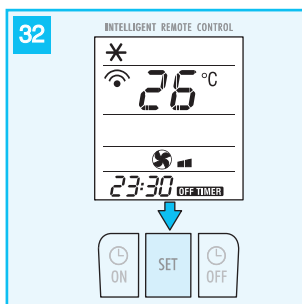 32
INTELLIGENT REMOTE CONTROL
26°C
23:30 OFF TIMER
ON SET OFF